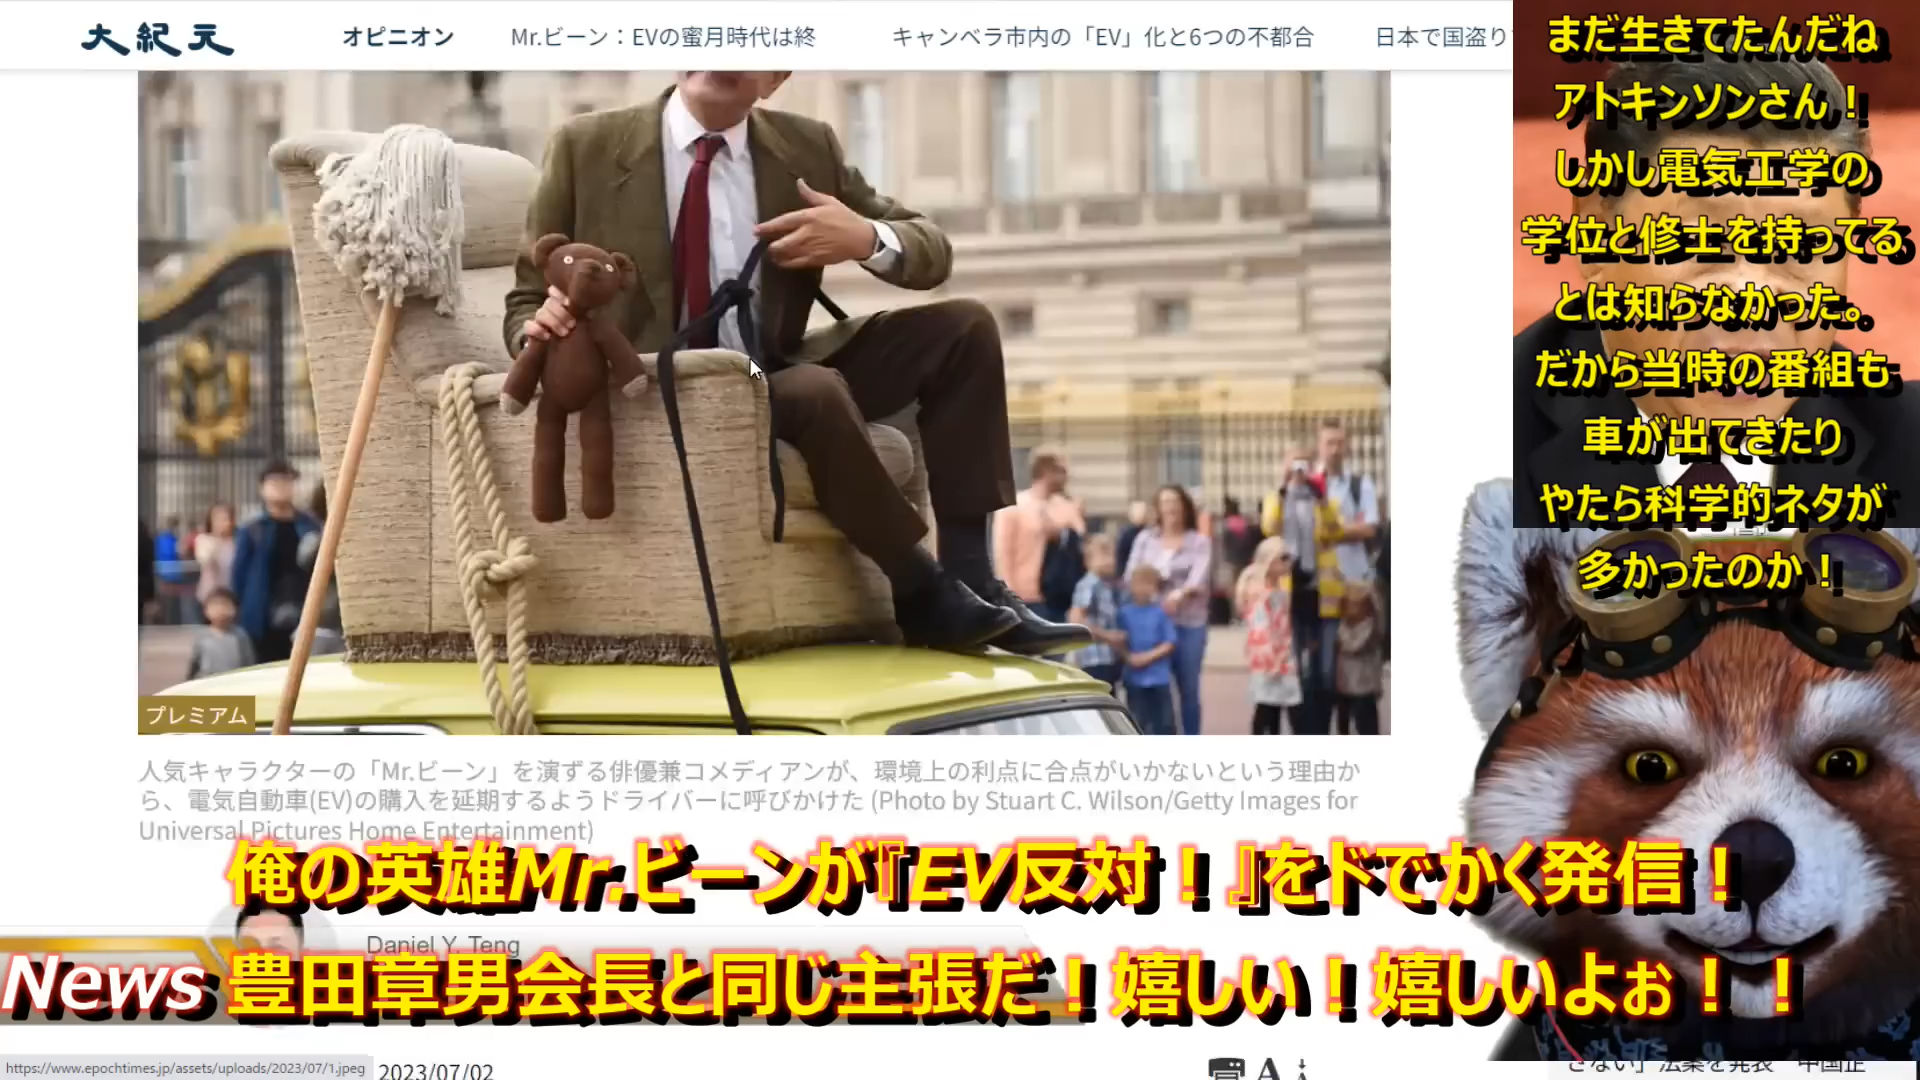 大紀元
オピニオン
Mr.ビーン：EVの蜜月時代は終
キャンベラ市内の「EV」化と6つの不都合
日本で国盗り
まだ生きてたんだね
アトキンソンさん！
しかし電気工学の
学位と修士を持ってる
とは知らなかった。
だから当時の番組も
車が出てきたり
やたら科学的ネタが
多かったのか！
プレミアム
人気キャラクターの「Mr.ビーン」を演ずる俳優兼コメディアンが、環境上の利点に合点がいかないという理由か
ら、電気自動車(EV)の購入を延期するようドライバーに呼びかけた (Photo by Stuart C. Wilson/Getty Images for
Universal Pictures Home Entertainment)
俺の英雄Mr.ビーンが『EV反対！』をドでかく発信！
Daniel Y. Teng
News
豊田章男会長と同じ主張だ！嬉しい！嬉しいよぉ！！
https://www.epochtimes.jp/assets/uploads/2023/07/1.jpeg
2023/07/02
A
さない」法案を発表　中国正